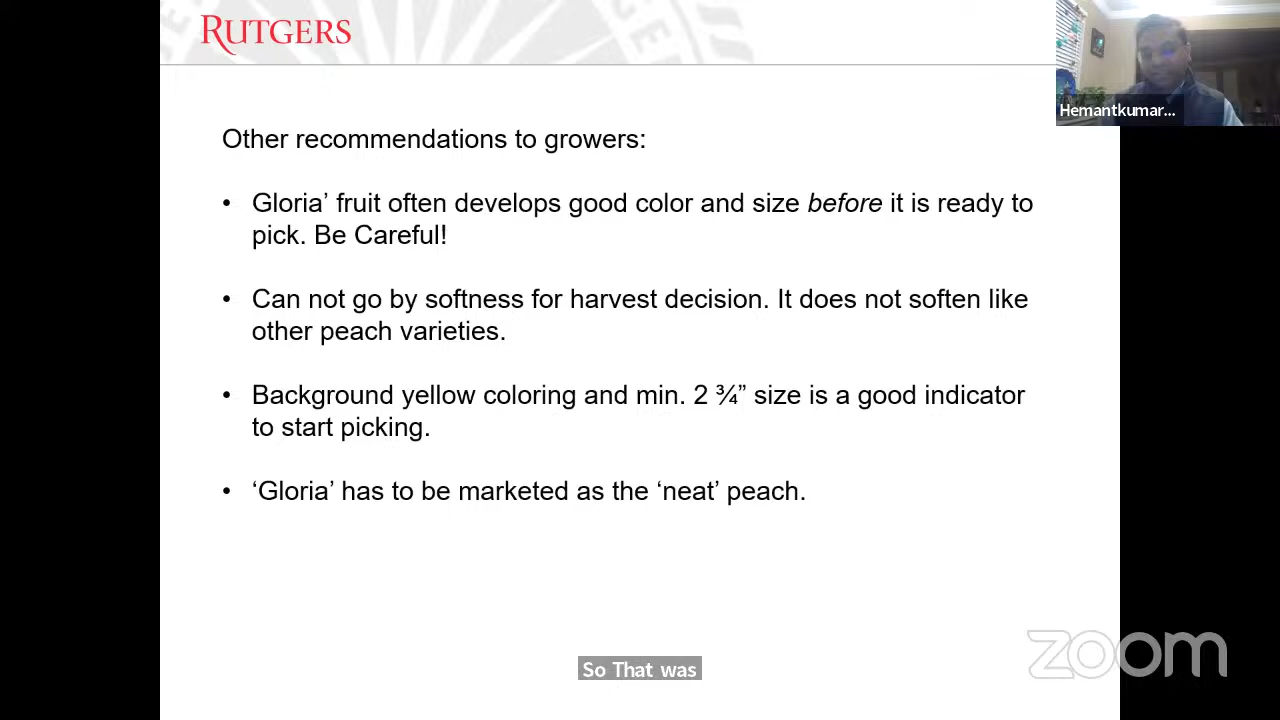 RUTGERS
Hemantkumar...
Other recommendations to growers:
• Gloria’ fruit often develops good color and size before it is ready to
pick. Be Careful!
• Can not go by softness for harvest decision. It does not soften like
other peach varieties.
• Background yellow coloring and min. 2 ¾” size is a good indicator
to start picking.
• ‘Gloria’ has to be marketed as the ‘neat’ peach.
zoom
So That was